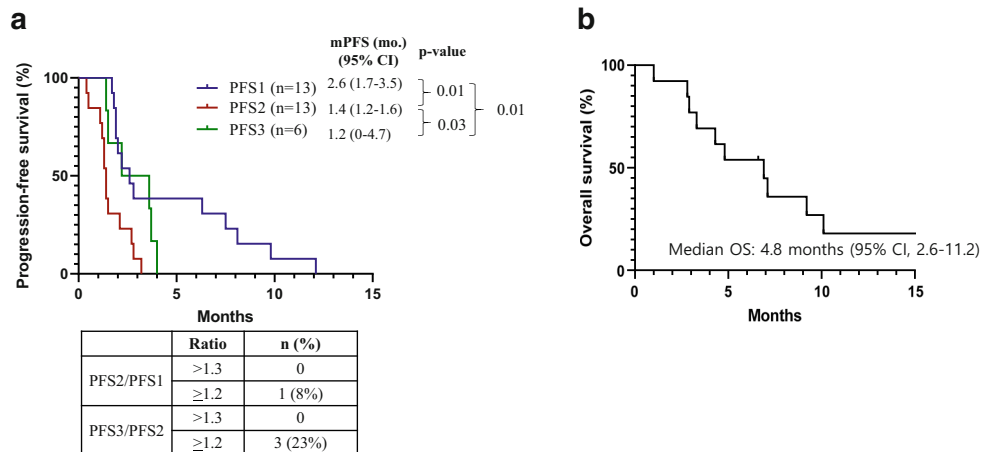 a
mPFS (mo.) p-value
(95% CI)
PFS1 (n=13) 2.6 (1.7-3.5)
0.01
PFS2 (n=13) 1.4 (1.2-1.6) 0.01
0.03
PFS3 (n=6) 1.2 (0-4.7)
Progression-free survival (%)
100
50
0
0 5 10 15
Months
Ratio n (%)
PFS2/PFS1 >1.3 0
≥1.2 1 (8%)
PFS3/PFS2 >1.3 0
≥1.2 3 (23%)
b
Overall survival (%)
100
50
0
Median OS: 4.8 months (95% CI, 2.6-11.2)
0 5 10 15
Months